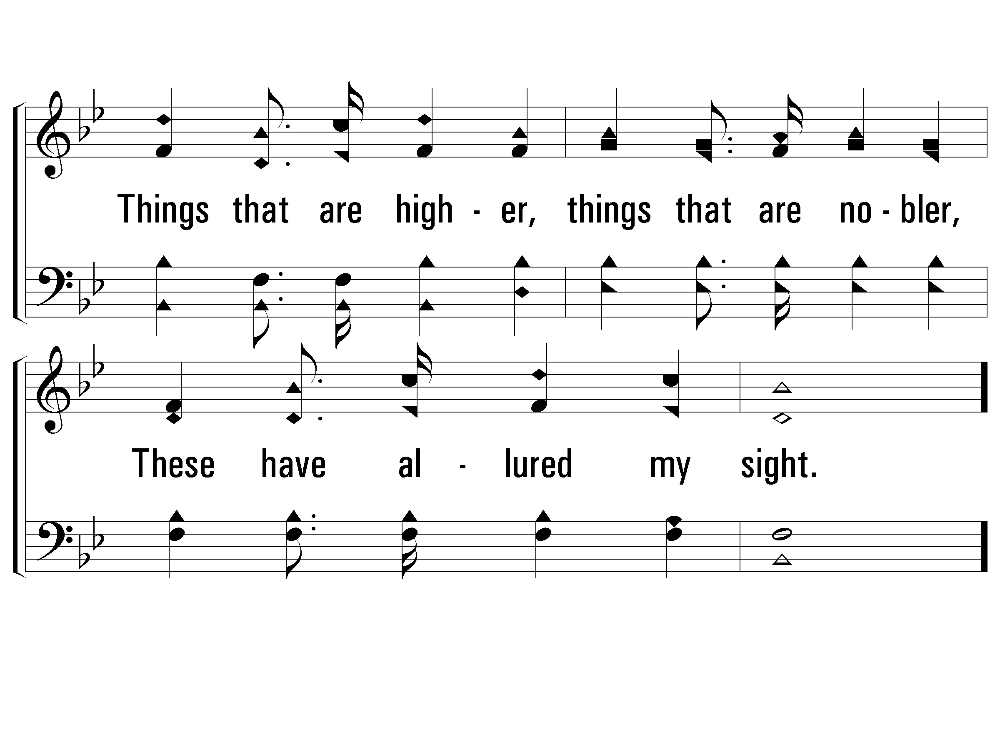 Things that are high - er, things that are no - bler,
These have al - lured my sight.